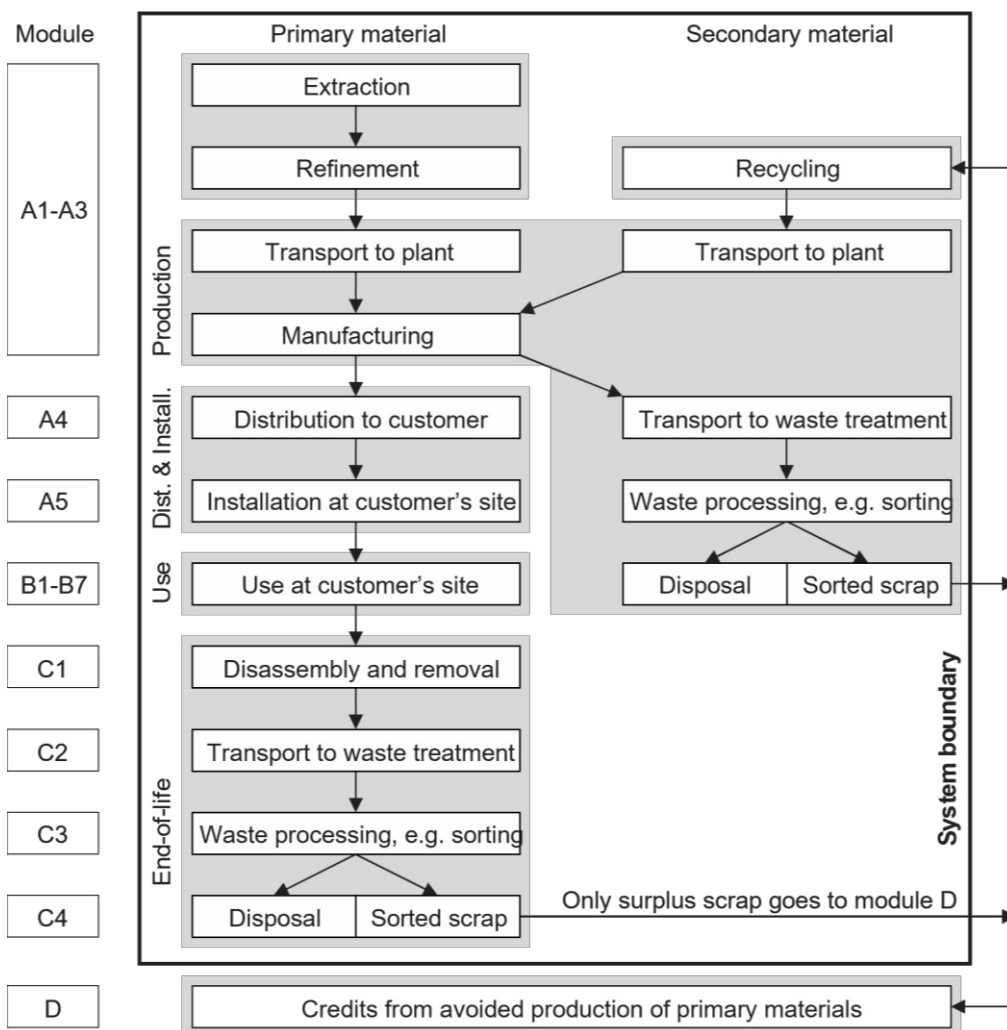 Module
Primary material
Secondary material
A1-A3
Extraction
Refinement
Recycling
Production
Transport to plant
Transport to plant
Manufacturing
A4
Dist. & Install.
Distribution to customer
Transport to waste treatment
A5
Installation at customer’s site
Waste processing, e.g. sorting
B1-B7
Use
Use at customer’s site
Disposal
Sorted scrap
C1
End-of-life
Disassembly and removal
System boundary
C2
Transport to waste treatment
C3
Waste processing, e.g. sorting
C4
Disposal
Sorted scrap
Only surplus scrap goes to module D
D
Credits from avoided production of primary materials